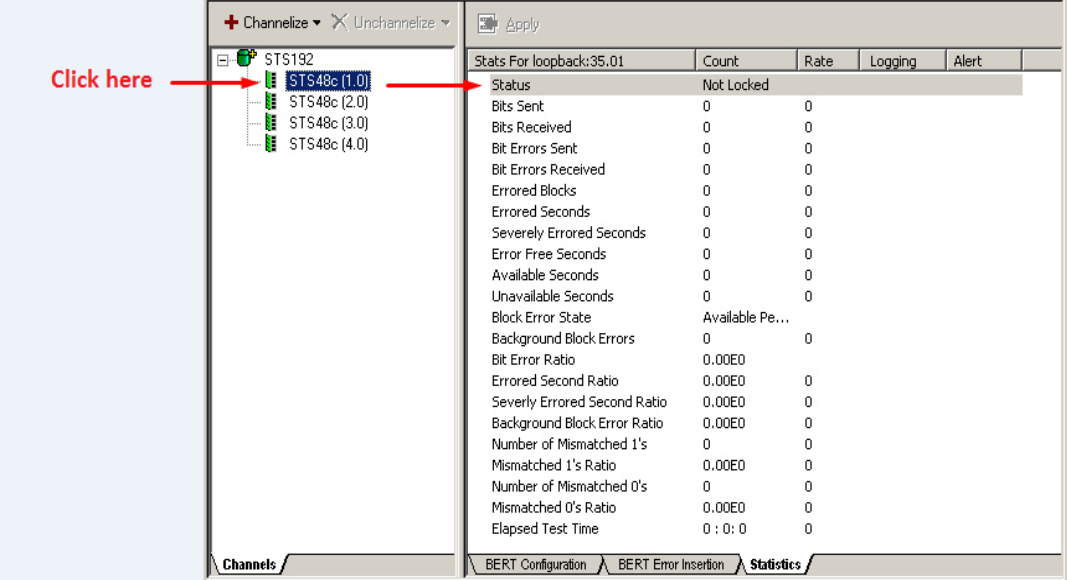 Channelize Unchannelize Apply
STS192
Click here
STS48c (1.0)
STS48c (2.0)
STS48c (3.0)
STS48c (4.0)
Channels
Stats For loopback:35.01 Count Rate Logging Alert
Status Not Locked
Bits Sent 0 0
Bits Received 0 0
Bit Errors Sent 0 0
Bit Errors Received 0 0
Errored Blocks 0 0
Errored Seconds 0 0
Severely Errored Seconds 0 0
Error Free Seconds 0 0
Available Seconds 0 0
Unavailable Seconds 0 0
Block Error State Available Pe...
Background Block Errors 0 0
Bit Error Ratio 0.00E0
Errored Second Ratio 0.00E0 0
Severly Errored Second Ratio 0.00E0 0
Background Block Error Ratio 0.00E0 0
Number of Mismatched 1's 0 0
Mismatched 1's Ratio 0.00E0 0
Number of Mismatched 0's 0 0
Mismatched 0's Ratio 0.00E0 0
Elapsed Test Time 0 : 0: 0 0
BERT Configuration BERT Error Insertion Statistics